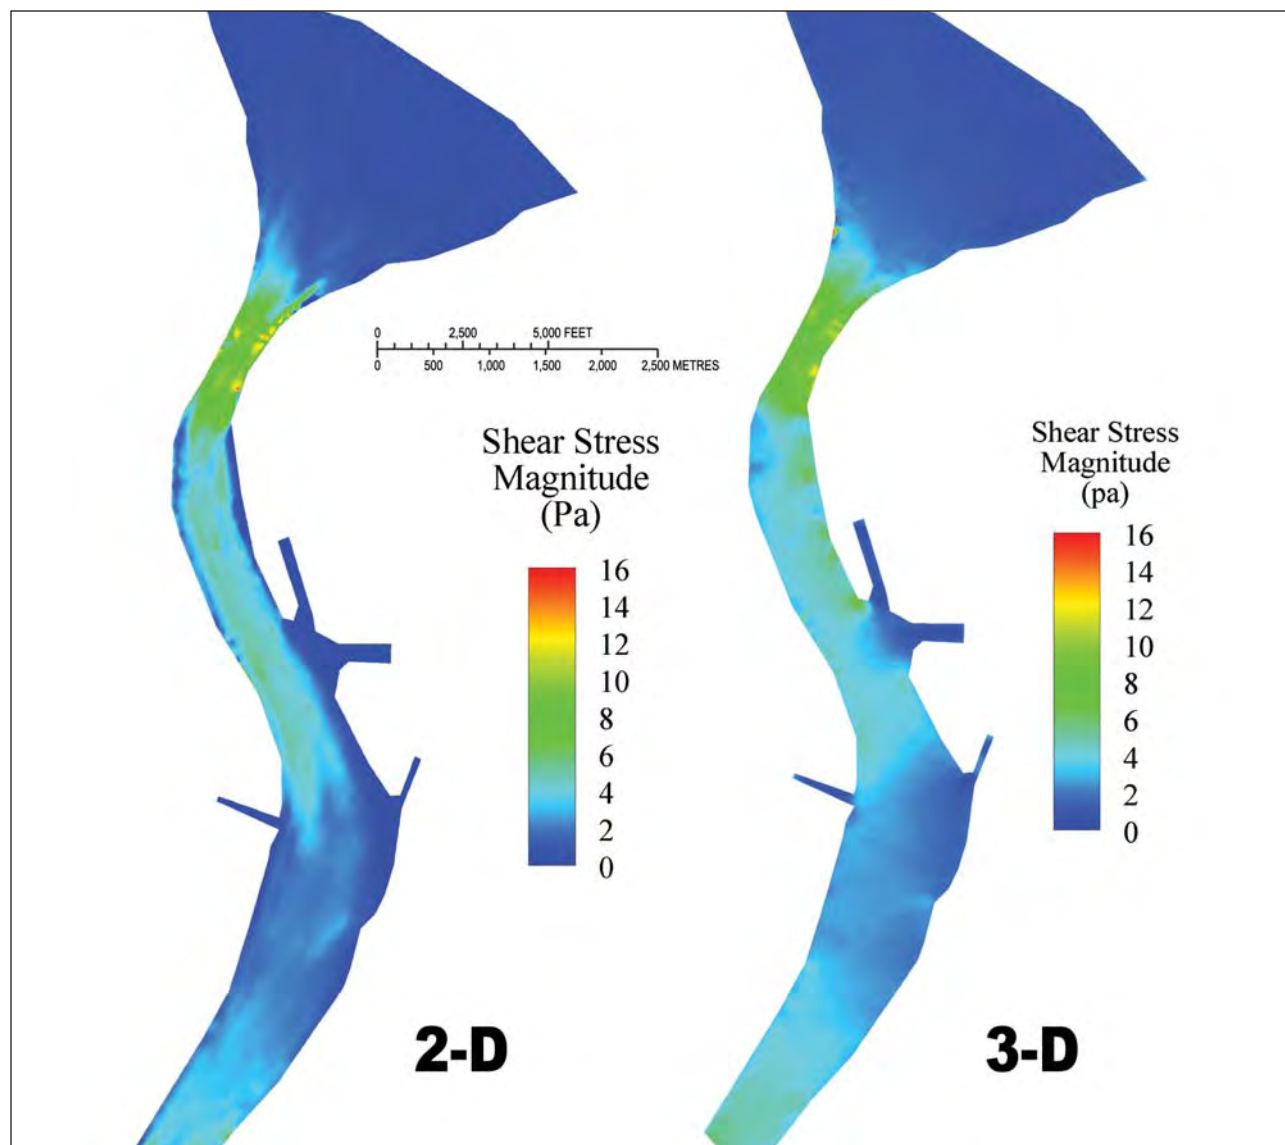 0 2,500 5,000 FEET
0 500 1,000 1,500 2,000 2,500 METRES
Shear Stress
Magnitude
(Pa)
16
14
12
10
8
6
4
2
0
2-D
Shear Stress
Magnitude
(pa)
16
14
12
10
8
6
4
2
0
3-D